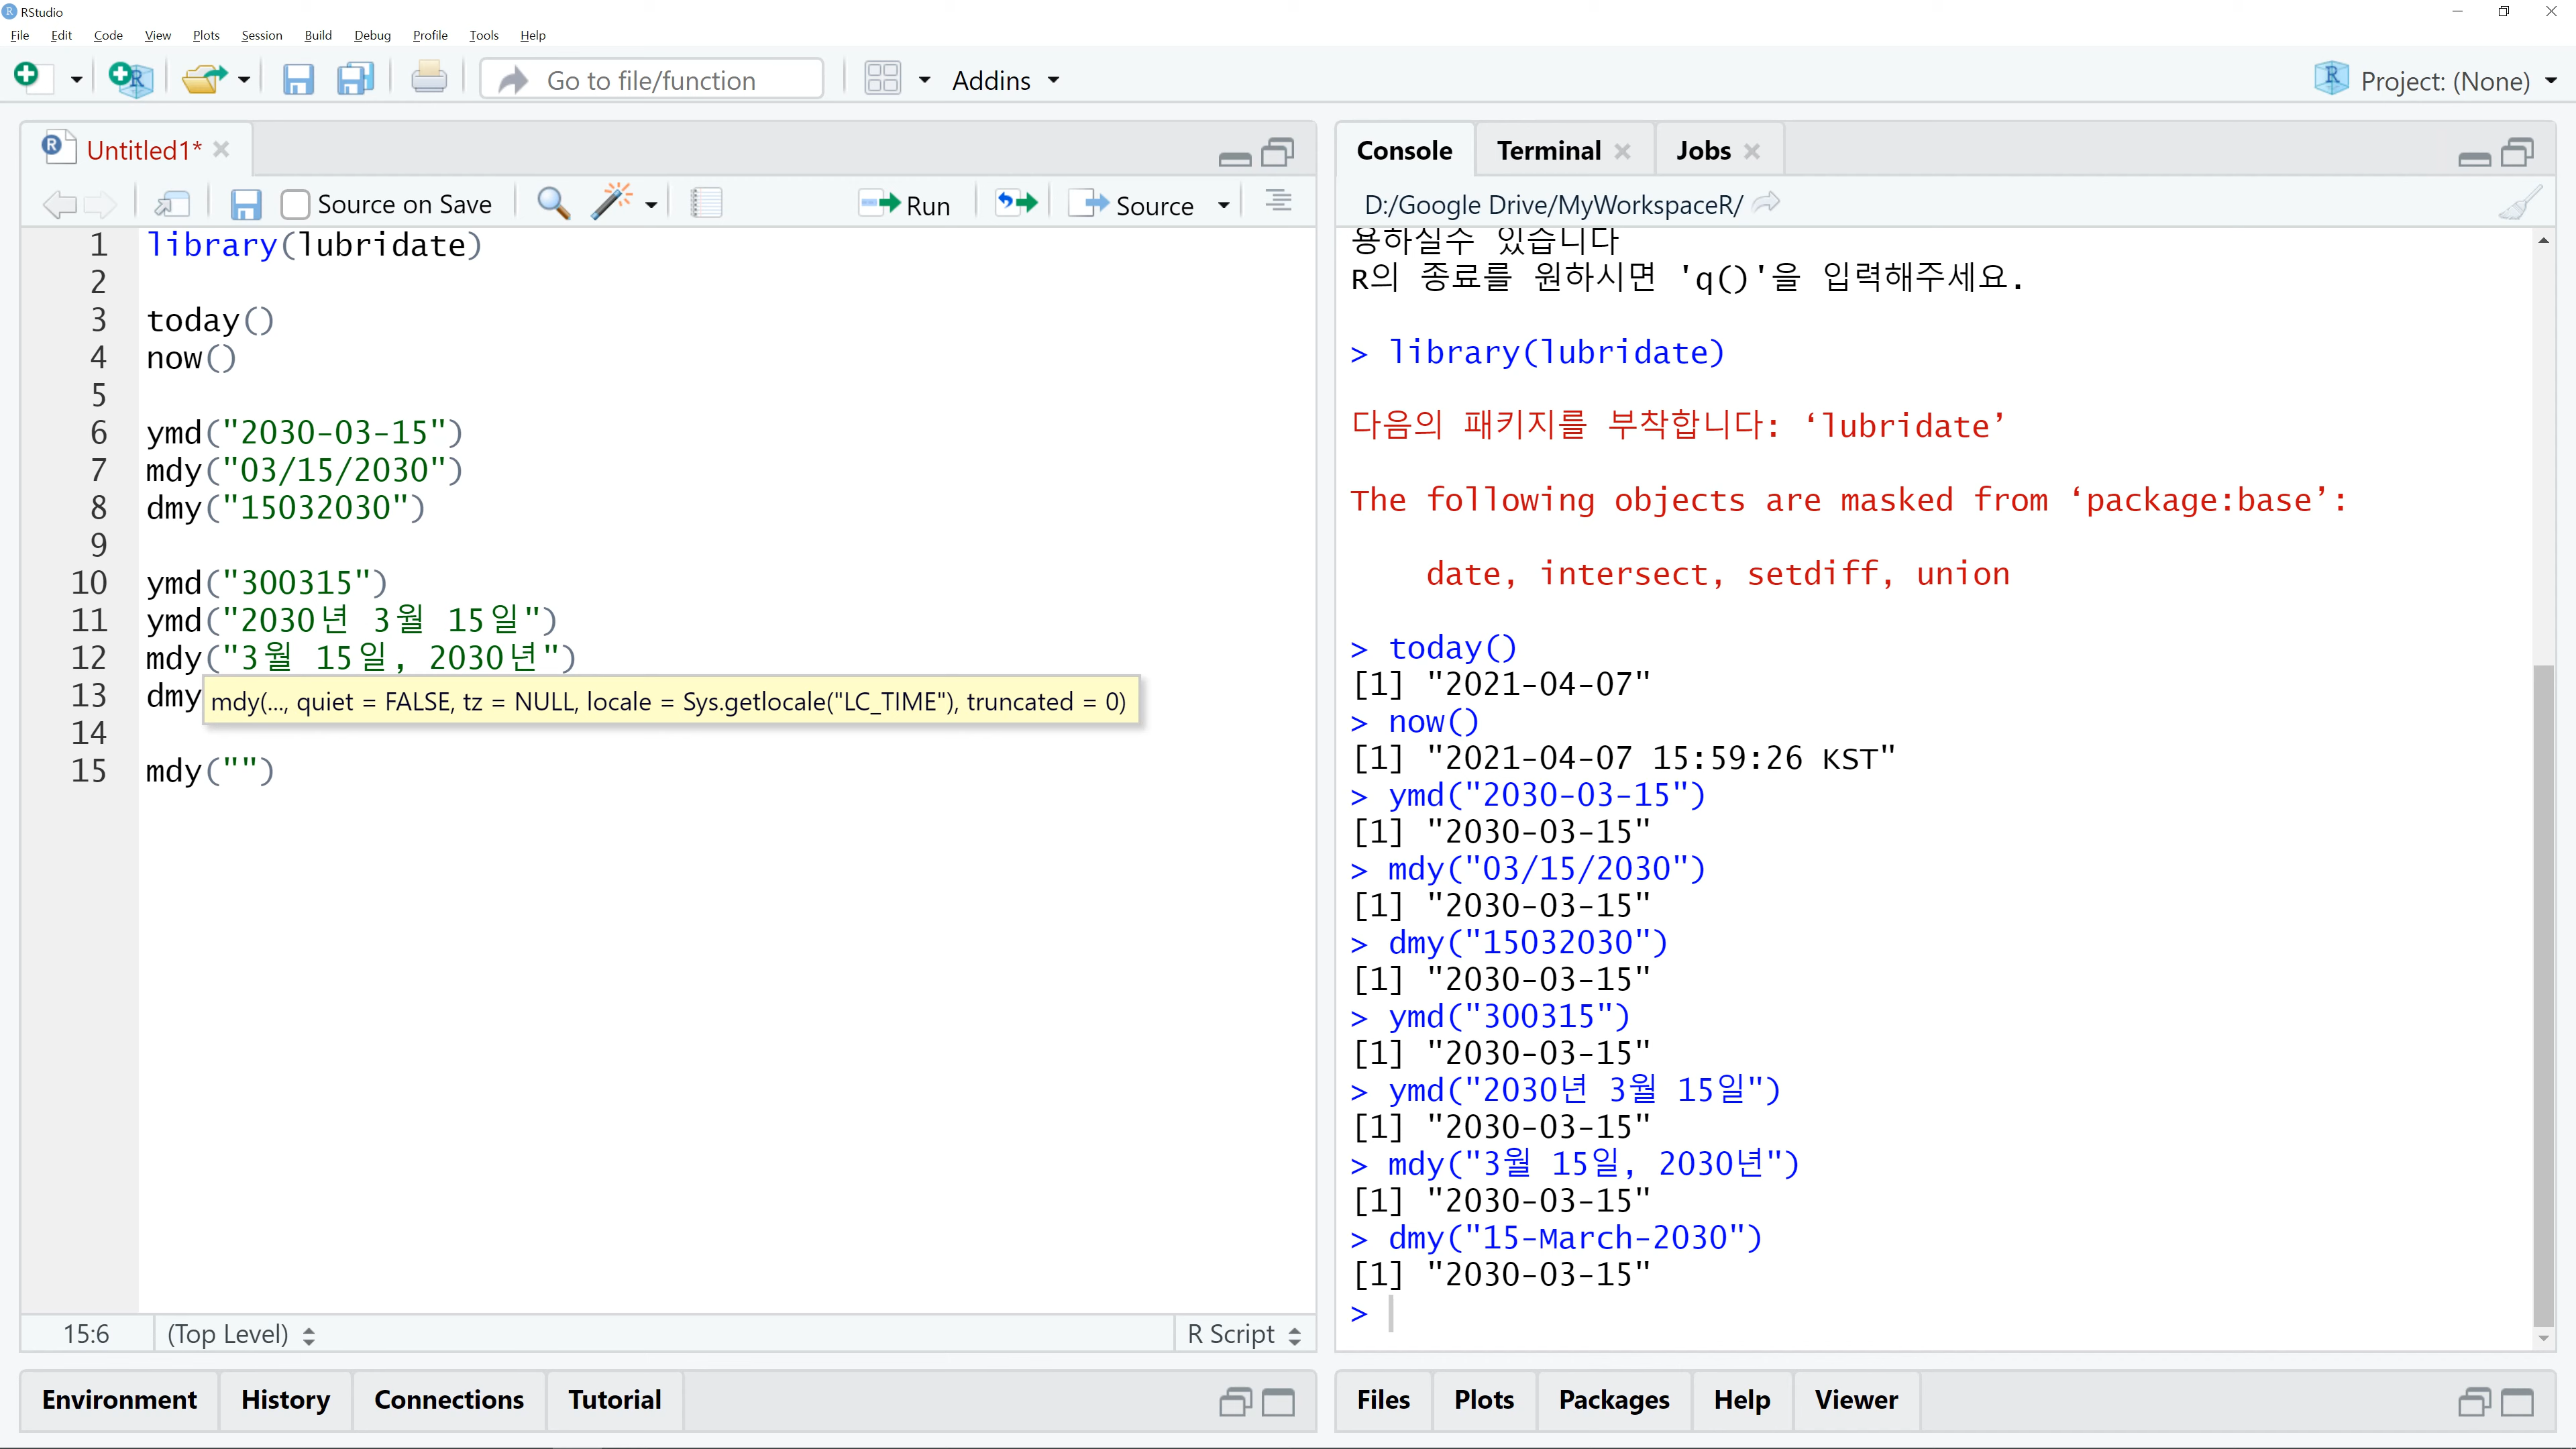 RStudio
File Edit Code View Plots Session Build Debug Profile Tools Help
Go to file/function Addins Project: (None)
Untitled1*
Source on Save Run Source
1 library(lubridate)
2
3 today()
4 now()
5
6 ymd("2030-03-15")
7 mdy("03/15/2030")
8 dmy("15032030")
9
10 ymd("300315")
11 ymd("2030년 3월 15일")
12 mdy("3월 15일, 2030년")
13 dmy
mdy(..., quiet = FALSE, tz = NULL, locale = Sys.getlocale("LC_TIME"), truncated = 0)
14
15 mdy("")
15:6 (Top Level) R Script
Environment History Connections Tutorial
Console Terminal Jobs
D:/Google Drive/MyWorkspaceR/
용하실수 있습니다
R의 종료를 원하시면 'q()'을 입력해주세요.
> library(lubridate)
다음의 패키지를 부착합니다: ‘lubridate’
The following objects are masked from ‘package:base’:
date, intersect, setdiff, union
> today()
[1] "2021-04-07"
> now()
[1] "2021-04-07 15:59:26 KST"
> ymd("2030-03-15")
[1] "2030-03-15"
> mdy("03/15/2030")
[1] "2030-03-15"
> dmy("15032030")
[1] "2030-03-15"
> ymd("300315")
[1] "2030-03-15"
> ymd("2030년 3월 15일")
[1] "2030-03-15"
> mdy("3월 15일, 2030년")
[1] "2030-03-15"
> dmy("15-March-2030")
[1] "2030-03-15"
>
Files Plots Packages Help Viewer